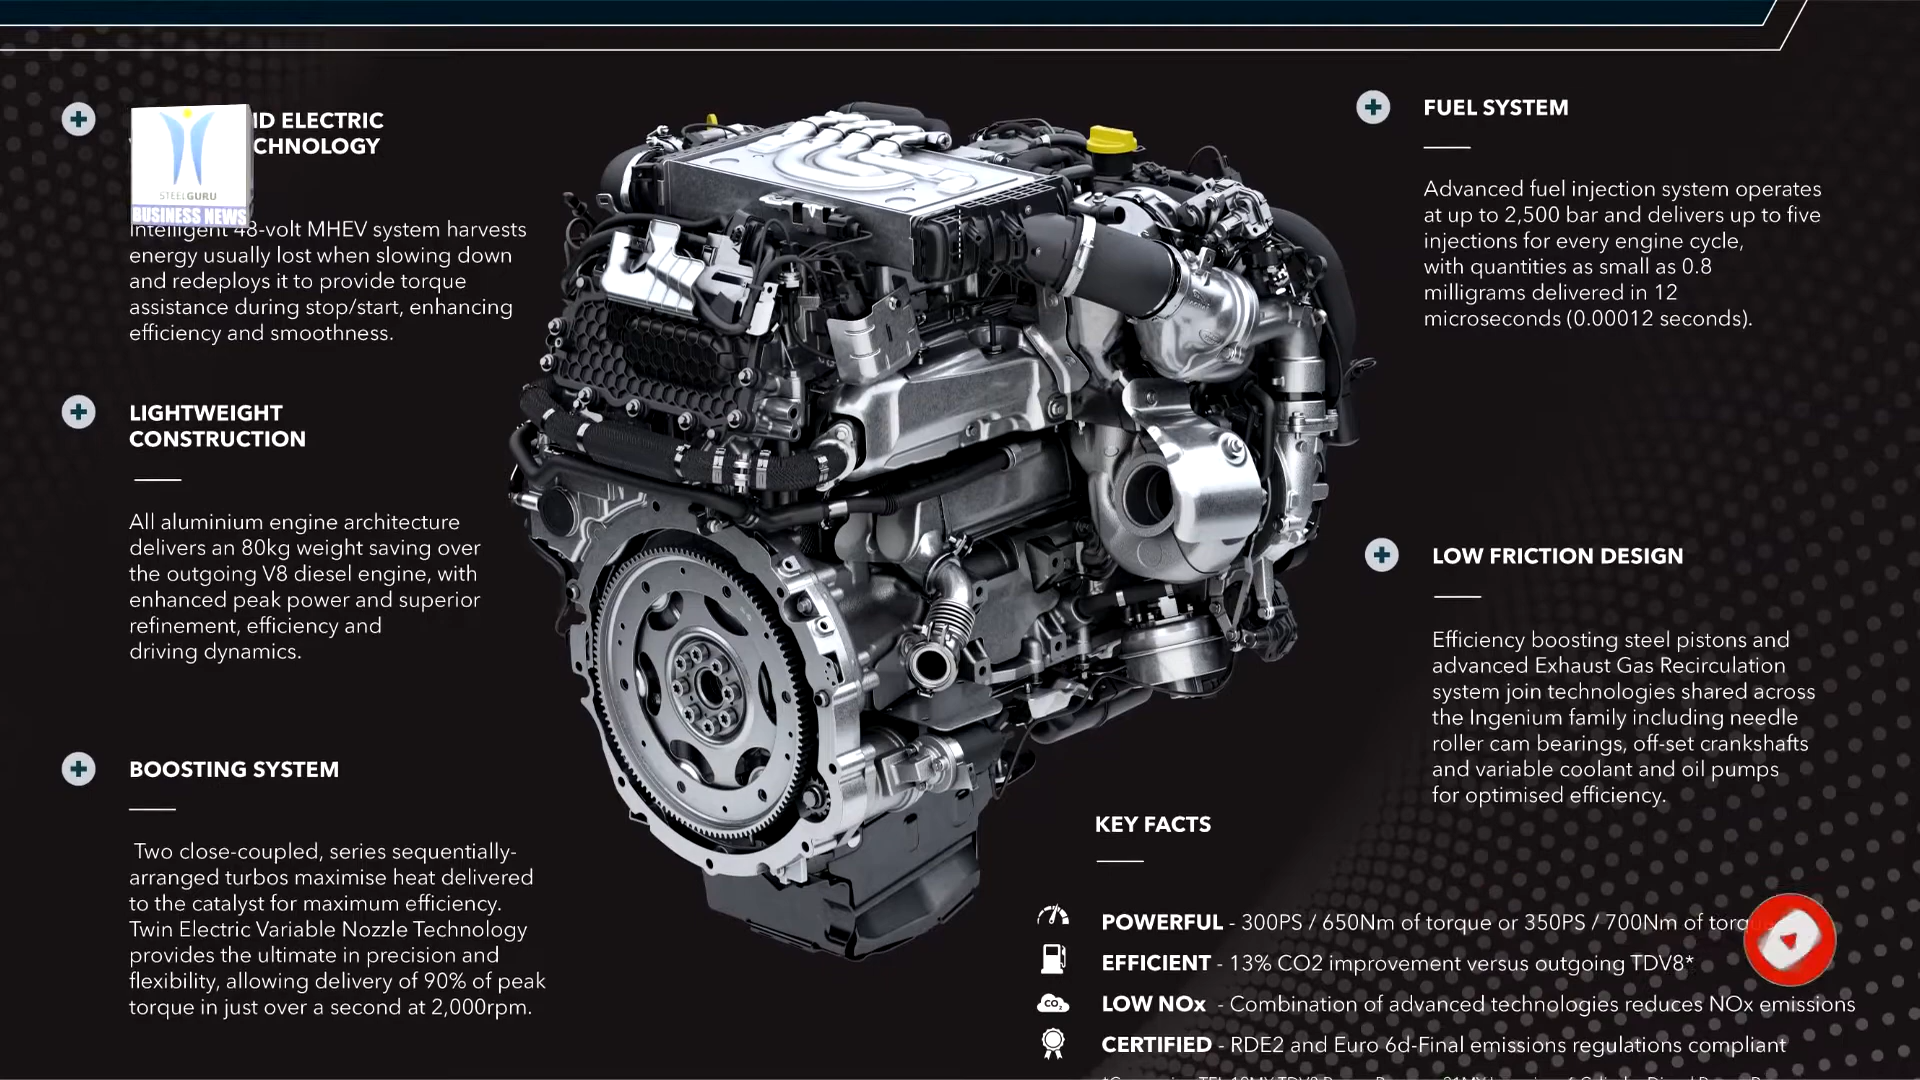 ELECTRIC
STEELGURU
BUSINESS NEWS
Intelligent 48-volt MHEV system harvests
energy usually lost when slowing down
and redeploys it to provide torque
assistance during stop/start, enhancing
efficiency and smoothness.
LIGHTWEIGHT
CONSTRUCTION
All aluminium engine architecture
delivers an 80kg weight saving over
the outgoing V8 diesel engine, with
enhanced peak power and superior
refinement, efficiency and
driving dynamics.
BOOSTING SYSTEM
Two close-coupled, series sequentially-
arranged turbos maximise heat delivered
to the catalyst for maximum efficiency.
Twin Electric Variable Nozzle Technology
provides the ultimate in precision and
flexibility, allowing delivery of 90% of peak
torque in just over a second at 2,000rpm.
FUEL SYSTEM
Advanced fuel injection system operates
at up to 2,500 bar and delivers up to five
injections for every engine cycle,
with quantities as small as 0.8
milligrams delivered in 12
microseconds (0.00012 seconds).
LOW FRICTION DESIGN
Efficiency boosting steel pistons and
advanced Exhaust Gas Recirculation
system join technologies shared across
the Ingenium family including needle
roller cam bearings, off-set crankshafts
and variable coolant and oil pumps
for optimised efficiency.
KEY FACTS
POWERFUL - 300PS / 650Nm of torque or 350PS / 700Nm of
EFFICIENT - 13% CO2 improvement versus outgoing TDV8*
LOW NOx - Combination of advanced technologies reduces NOx emissions
CERTIFIED - RDE2 and Euro 6d-Final emissions regulations compliant